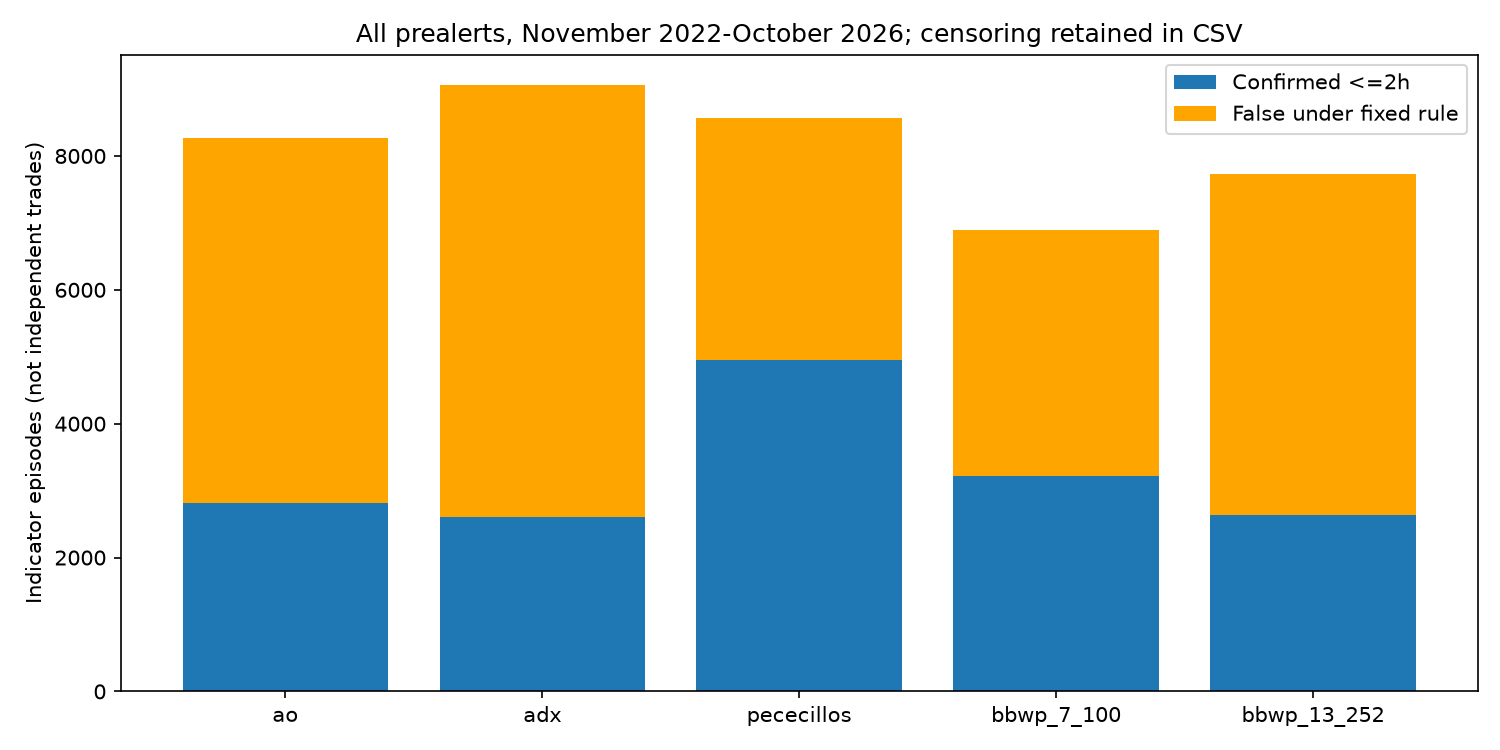 All prealerts, November 2022-October 2026; censoring retained in CSV
Confirmed <=2h
False under fixed rule
Indicator episodes (not independent trades)
8000
6000
4000
2000
0
ao
adx
pececillos
bbwp_7_100
bbwp_13_252